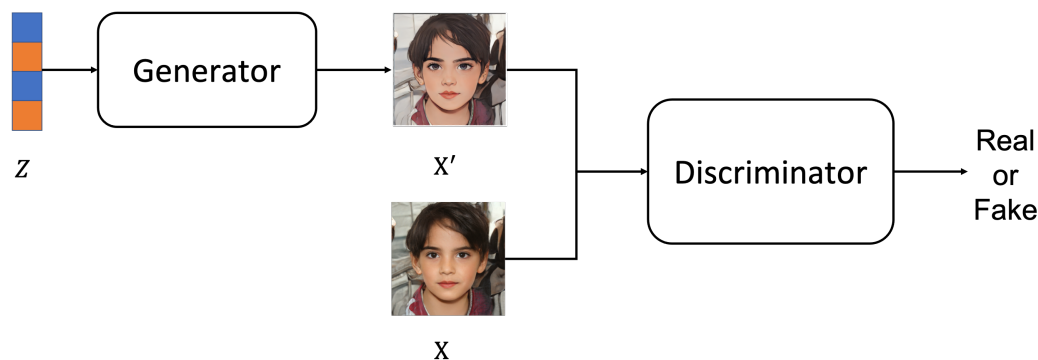 Generator
Z
X′
Discriminator
Real
or
Fake
X